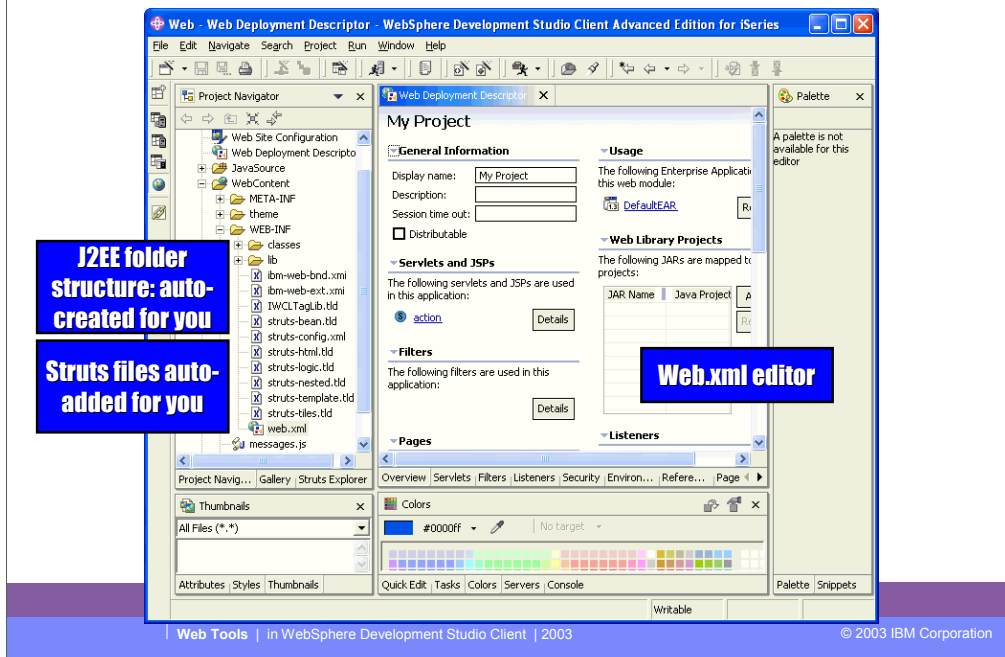 Web - Web Deployment Descriptor - WebSphere Development Studio Client Advanced Edition for iSeries
File Edit Navigate Search Project Run Window Help
Project Navigator
Web Site Configuration
Web Deployment Descripto
JavaSource
WebContent
META-INF
theme
WEB-INF
classes
lib
ibm-web-bnd.xmi
ibm-web-ext.xmi
IWCLTagLib.tld
struts-bean.tld
struts-config.xml
struts-html.tld
struts-logic.tld
struts-nested.tld
struts-template.tld
struts-tiles.tld
web.xml
messages.js
Project Navig... Gallery Struts Explorer
J2EE folder
structure: auto-
created for you
Struts files auto-
added for you
Web Deployment Descriptor
My Project
General Information
Display name: My Project
Description:
Session time out:
Distributable
Servlets and JSPs
The following servlets and JSPs are used
in this application:
action
Details
Filters
The following filters are used in this
application:
Details
Pages
Usage
The following Enterprise Applicati
this web module:
DefaultEAR
R
Web Library Projects
The following JARs are mapped to
projects:
JAR Name Java Project
A
Re
Web.xml editor
Listeners
Overview Servlets Filters Listeners Security Environ... Refere... Page
Palette
A palette is not
available for this
editor
Thumbnails
All Files (*.*)
Attributes Styles Thumbnails
Colors
#0000ff
No target
Quick Edit Tasks Colors Servers Console
Palette Snippets
Writable
Web Tools | in WebSphere Development Studio Client | 2003
© 2003 IBM Corporation